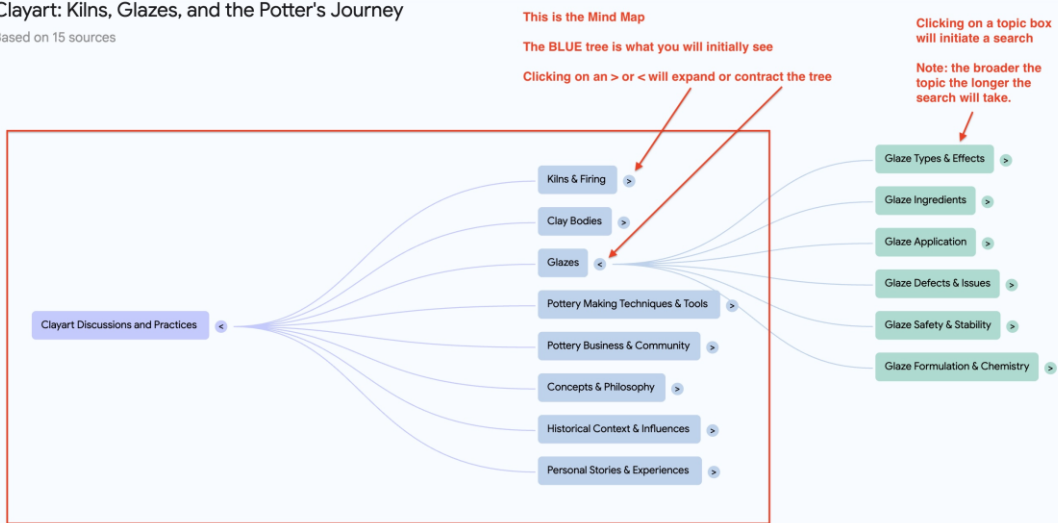 Clayart: Kilns, Glazes, and the Potter's Journey
Based on 15 sources
This is the Mind Map
The BLUE tree is what you will initially see
Clicking on an > or < will expand or contract the tree
Clicking on a topic box
will initiate a search
Note: the broader the
topic the longer the
search will take.
Clayart Discussions and Practices <
Kilns & Firing >
Clay Bodies >
Glazes <
Pottery Making Techniques & Tools >
Pottery Business & Community >
Concepts & Philosophy >
Historical Context & Influences >
Personal Stories & Experiences >
Glaze Types & Effects >
Glaze Ingredients >
Glaze Application >
Glaze Defects & Issues >
Glaze Safety & Stability >
Glaze Formulation & Chemistry >